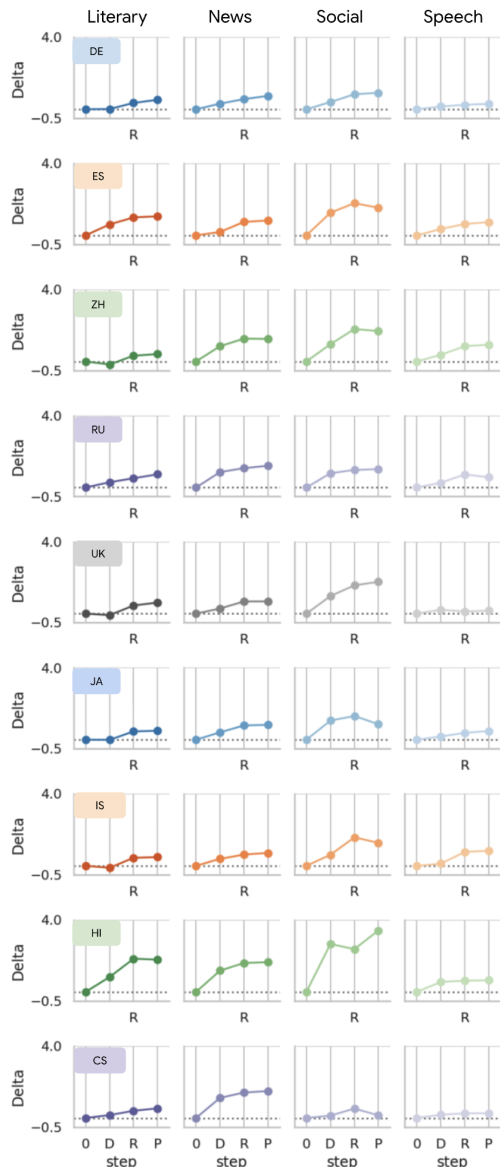 Literary News Social Speech
4.0
DE
Delta
−0.5
R R R R
4.0
ES
Delta
−0.5
R R R R
4.0
ZH
Delta
−0.5
R R R R
4.0
RU
Delta
−0.5
R R R R
4.0
UK
Delta
−0.5
R R R R
4.0
JA
Delta
−0.5
R R R R
4.0
IS
Delta
−0.5
R R R R
4.0
HI
Delta
−0.5
R R R R
4.0
CS
Delta
−0.5
0 D R P 0 D R P 0 D R P 0 D R P
step step step step